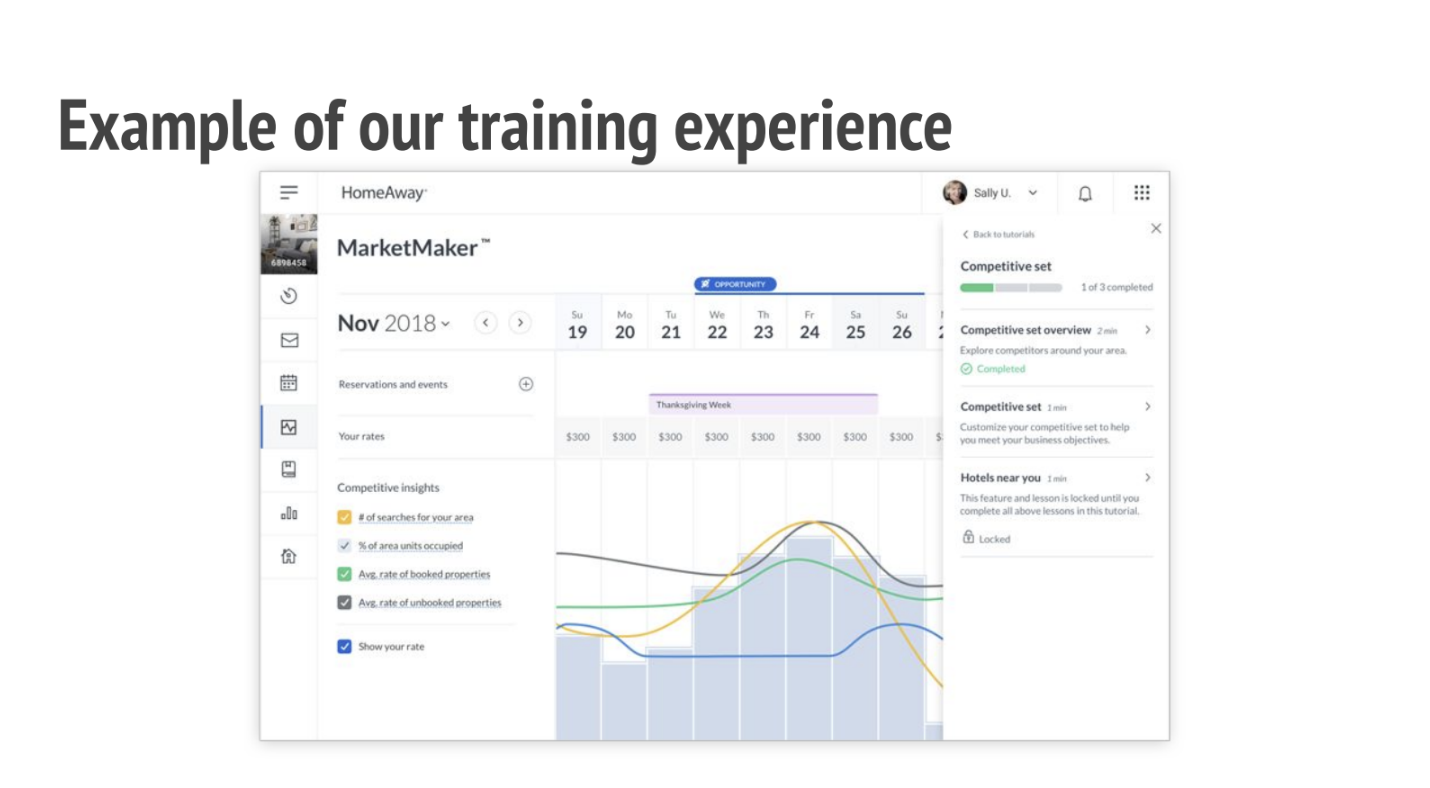 Example of our training experience
HomeAway
Sally U.
6898458
MarketMaker™
OPPORTUNITY
Nov 2018
Su Mo Tu We Th Fr Sa Su
19 20 21 22 23 24 25 26
Reservations and events
Thanksgiving Week
Your rates
$300 $300 $300 $300 $300 $300 $300 $300
Competitive insights
# of searches for your area
% of area units occupied
Avg. rate of booked properties
Avg. rate of unbooked properties
Show your rate
Back to tutorials
Competitive set
1 of 3 completed
Competitive set overview 2 min
Explore competitors around your area.
Completed
Competitive set 1 min
Customize your competitive set to help
you meet your business objectives.
Hotels near you 1 min
This feature and lesson is locked until you
complete all above lessons in this tutorial.
Locked